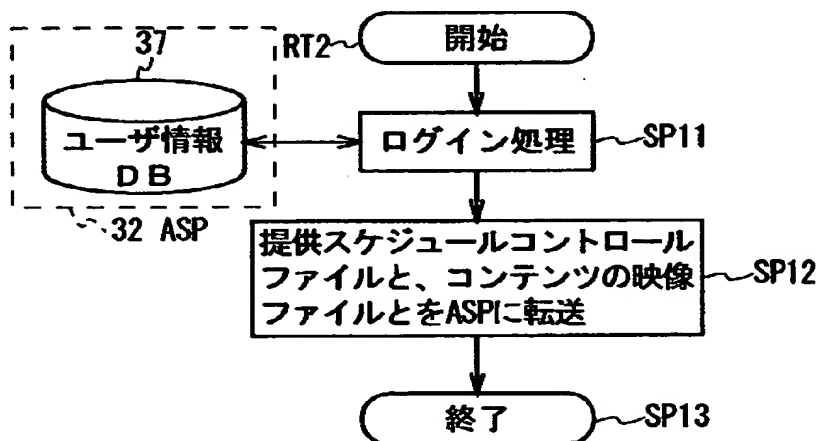 37
RT2
開始
ユーザ情報
DB
ログイン処理
SP11
32 ASP
提供スケジュールコントロール
ファイルと、コンテンツの映像
ファイルとをASPに転送
SP12
終了
SP13